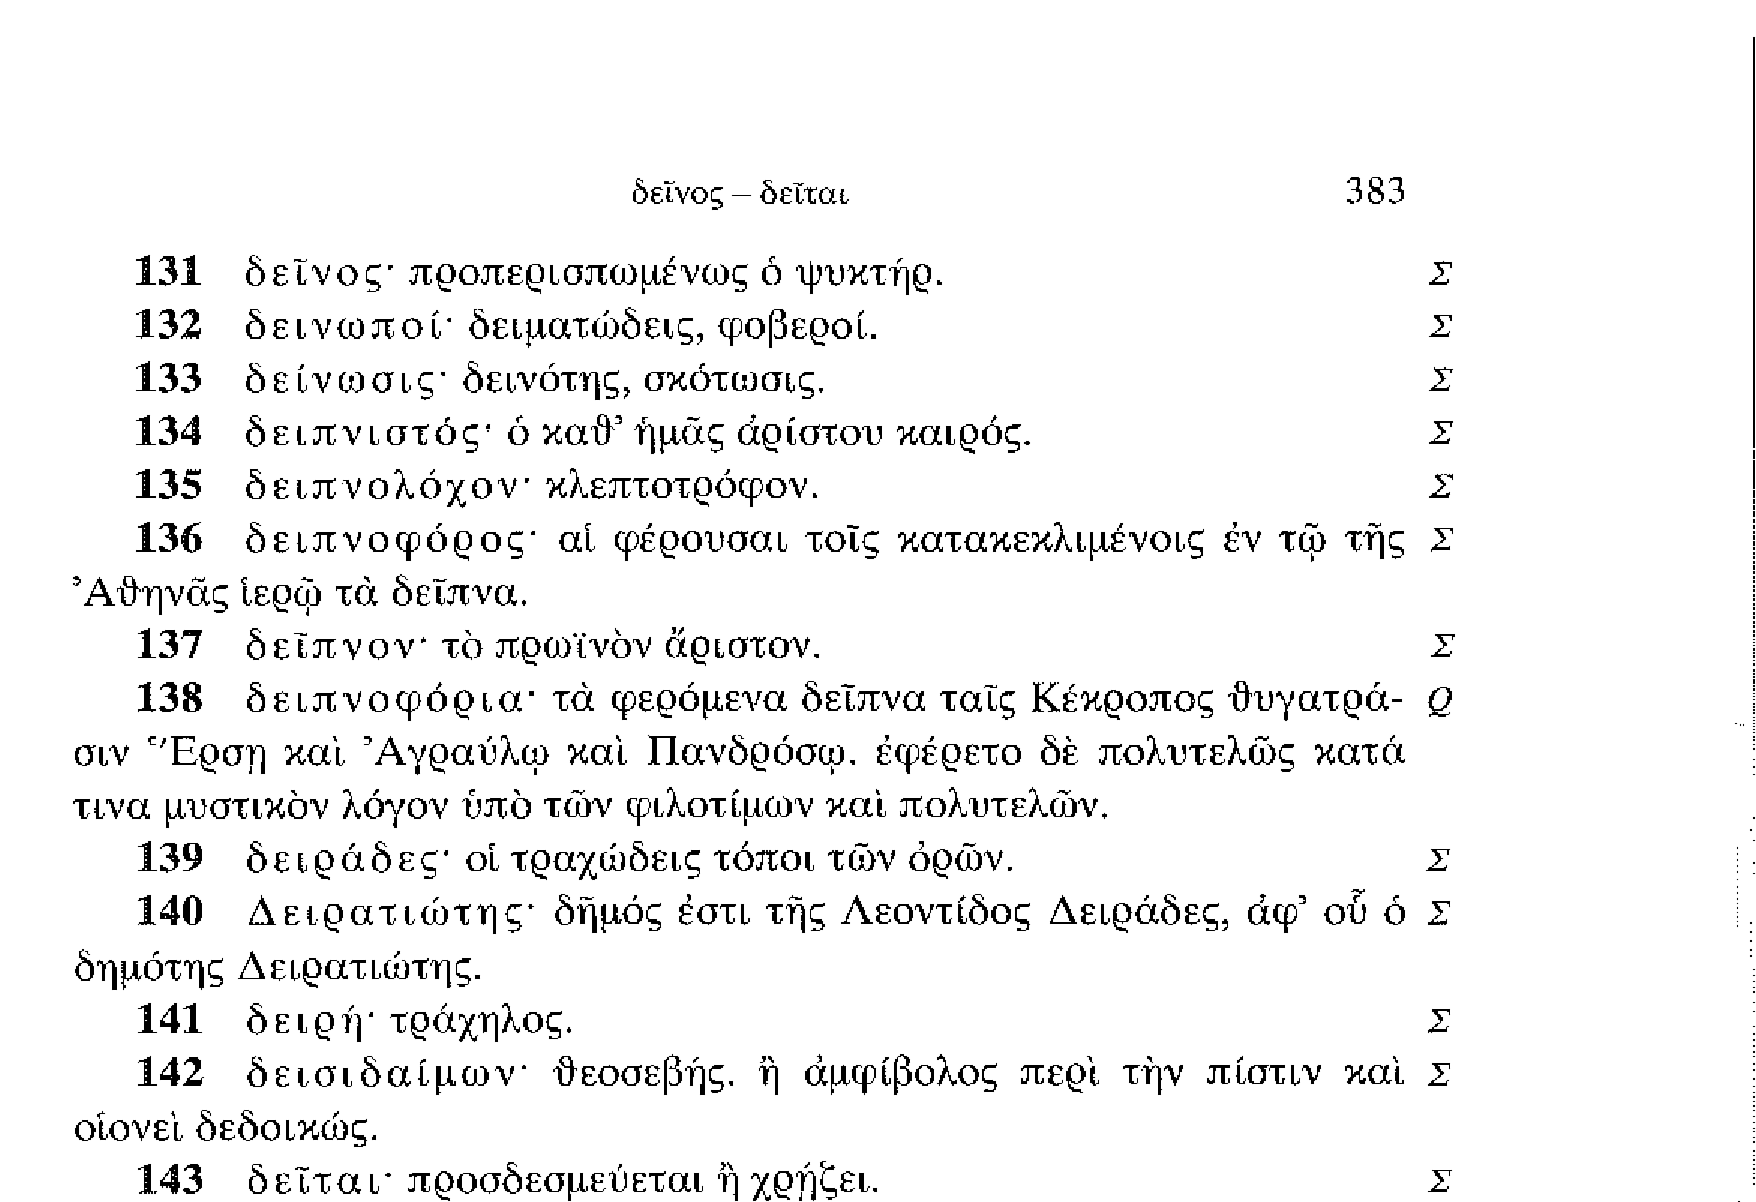 δεῖνος – δεῖται 383
131 δεῖνος· προπερισπωμένως ὁ ψυκτήρ. Σ
132 δεινωποί· δειματώδεις, φοβεροί. Σ
133 δείνωσις· δεινότης, σκότωσις. Σ
134 δειπνιστός· ὁ καθ’ ἡμᾶς ἀρίστου καιρός. Σ
135 δειπνολόχον· κλεπτοτρόφον. Σ
136 δειπνοφόρος· αἱ φέρουσαι τοῖς κατακεκλιμένοις ἐν τῷ τῆς Σ
Ἀθηνᾶς ἱερῷ τὰ δεῖπνα.
137 δεῖπνον· τὸ πρωϊνὸν ἄριστον. Σ
138 δειπνοφόρια· τὰ φερόμενα δεῖπνα ταῖς Κέκροπος θυγατρά- Q
σιν Ἕρσῃ καὶ Ἀγραύλῳ καὶ Πανδρόσῳ. ἐφέρετο δὲ πολυτελῶς κατά
τινα μυστικὸν λόγον ὑπὸ τῶν φιλοτίμων καὶ πολυτελῶν.
139 δειράδες· οἱ τραχώδεις τόποι τῶν ὀρῶν. Σ
140 Δειρατιώτης· δῆμός ἐστι τῆς Λεοντίδος Δειράδες, ἀφ’ οὗ ὁ Σ
δημότης Δειρατιώτης.
141 δειρή· τράχηλος. Σ
142 δεισιδαίμων· θεοσεβής. ἢ ἀμφίβολος περὶ τὴν πίστιν καὶ Σ
οἱονεὶ δεδοικώς.
143 δεῖται· προσδεσμεύεται ἢ χρῄζει. Σ